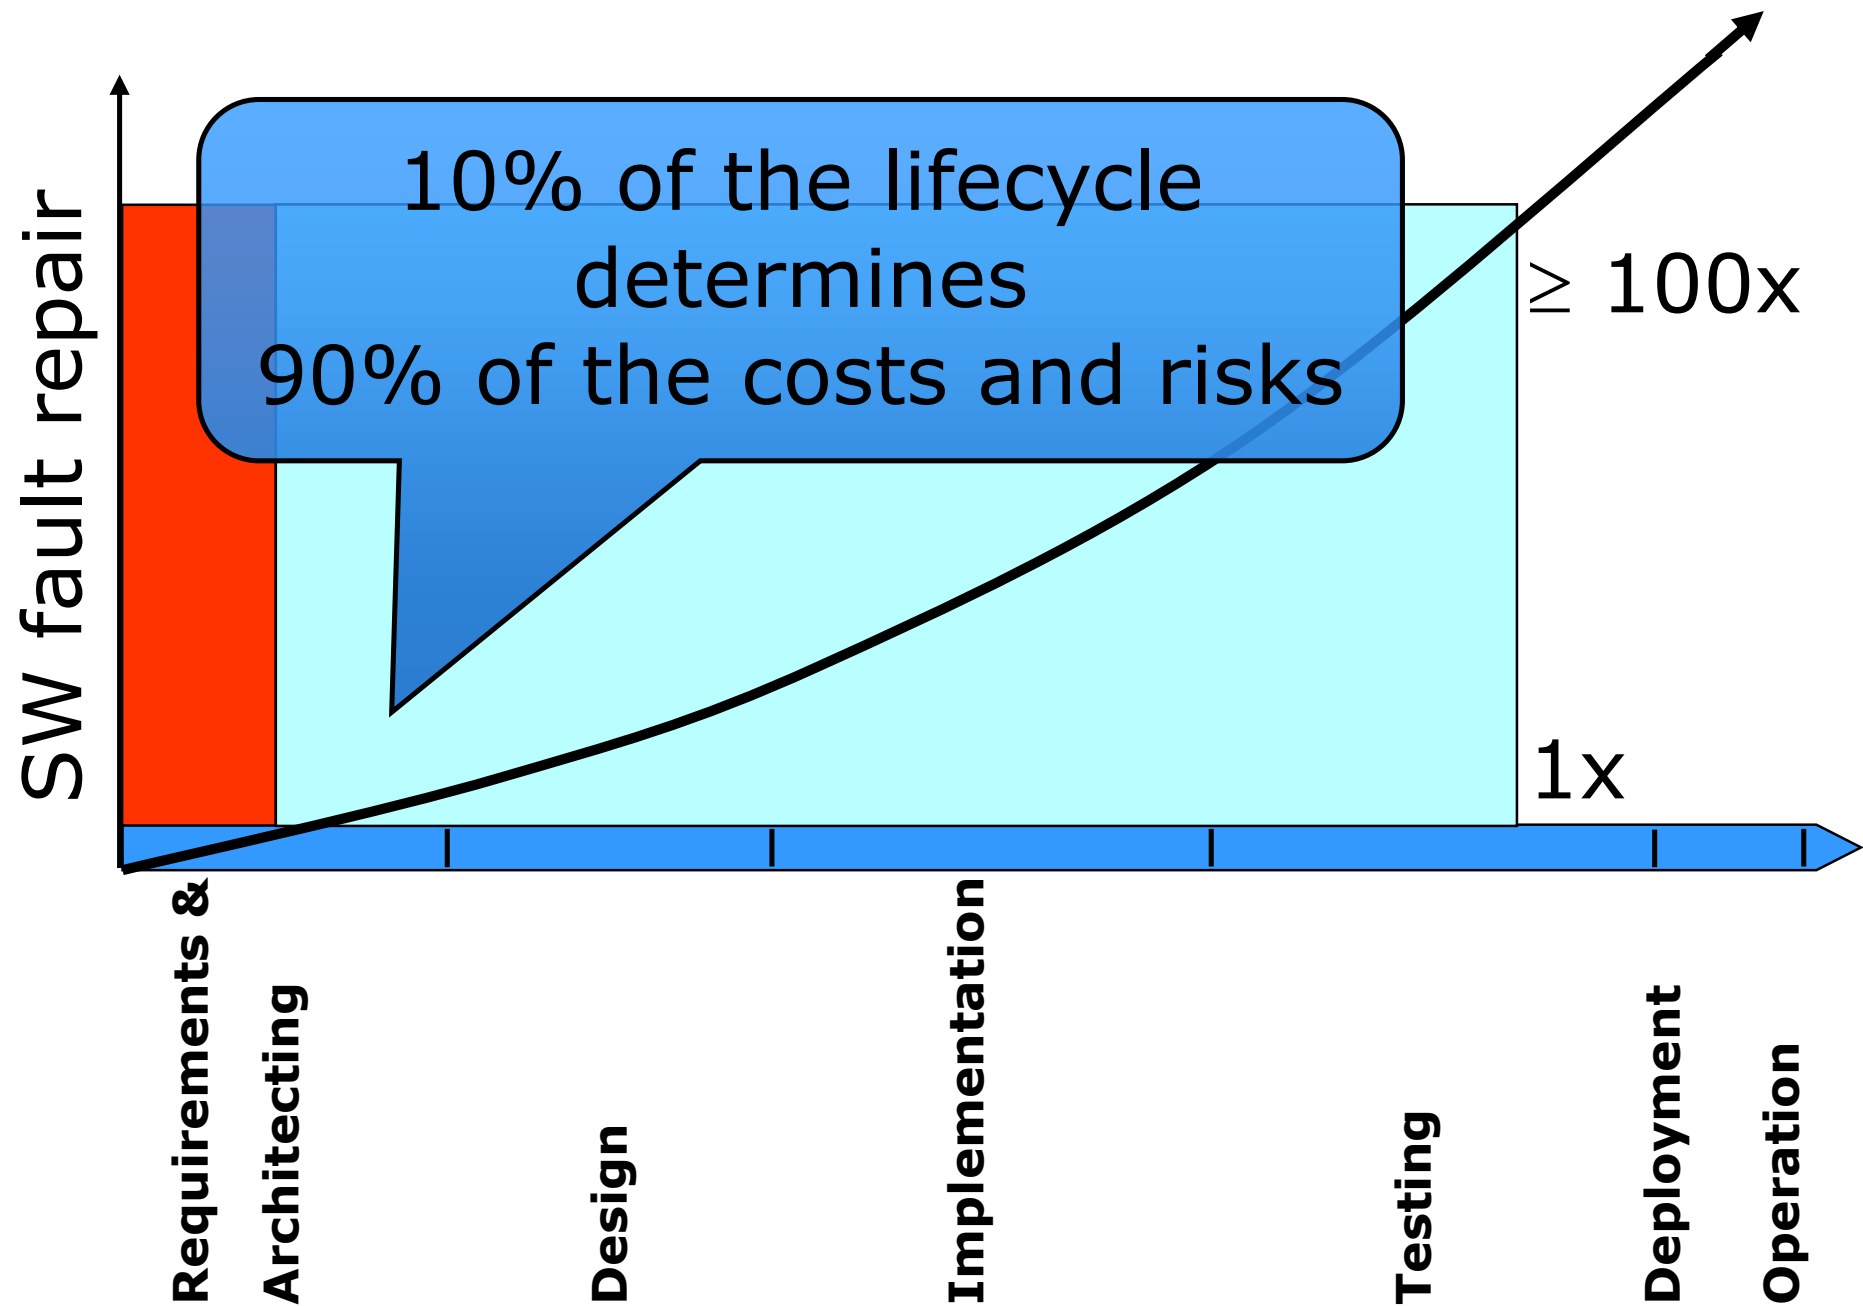 SW fault repair
10% of the lifecycle
determines
90% of the costs and risks
≥ 100x
1x
Requirements &
Architecting
Design
Implementation
Testing
Deployment
Operation